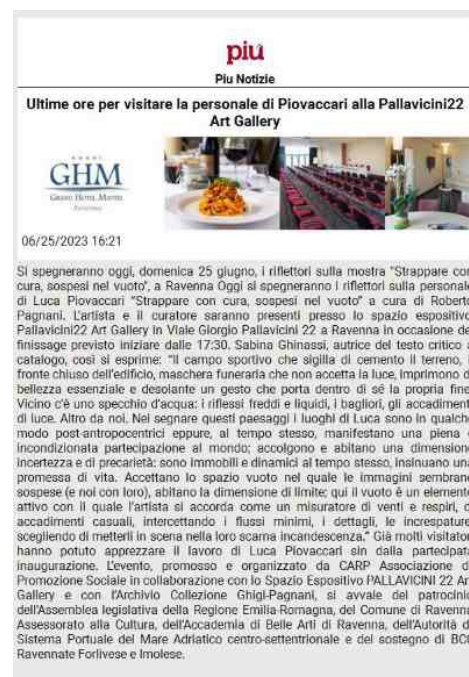 più
Piu Notizie
Ultime ore per visitare la personale di Piovaccari alla Pallavicini22
Art Gallery
GHM
GRAND HOTEL MATTEI
Ravenna
06/25/2023 16:21
Si spegneranno oggi, domenica 25 giugno, i riflettori sulla mostra "Strappare con
cura, sospesi nel vuoto", a Ravenna Oggi si spegneranno i riflettori sulla personale
di Luca Piovaccari "Strappare con cura, sospesi nel vuoto" a cura di Roberto
Pagnani. L'artista e il curatore saranno presenti presso lo spazio espositivo
Pallavicini22 Art Gallery in Viale Giorgio Pallavicini 22 a Ravenna in occasione de
finissage previsto iniziare dalle 17:30. Sabina Ghinassi, autrice del testo critico a
catalogo, così si esprime: "Il campo sportivo che sigilla di cemento il terreno, i
fronte chiuso dell'edificio, maschera funeraria che non accetta la luce, imprimono d
bellezza essenziale e desolante un gesto che porta dentro di sé la propria fine
Vicino c'è uno specchio d'acqua: i riflessi freddi e liquidi, i bagliori, gli accadiment
di luce. Altro da noi. Nel segnare questi paesaggi i luoghi di Luca sono in qualche
modo post-antropocentrici eppure, al tempo stesso, manifestano una piena e
incondizionata partecipazione al mondo; accolgono e abitano una dimensione
incertezza e di precarietà: sono immobili e dinamici al tempo stesso, insinuano una
promessa di vita. Accettano lo spazio vuoto nel quale le immagini sembrano
sospese (e noi con loro), abitano la dimensione di limite; qui il vuoto è un elemento
attivo con il quale l'artista si accorda come un misuratore di venti e respiri, d
accadimenti casuali, intercettando i flussi minimi, i dettagli, le increspature
scegliendo di metterli in scena nella loro scarna incandescenza." Già molti visitator
hanno potuto apprezzare il lavoro di Luca Piovaccari sin dalla partecipata
inaugurazione. L'evento, promosso e organizzato da CARP Associazione d
Promozione Sociale in collaborazione con lo Spazio Espositivo PALLAVICINI 22 Ar
Gallery e con l'Archivio Collezione Ghigi-Pagnani, si avvale del patrocinio
dell'Assemblea legislativa della Regione Emilia-Romagna, del Comune di Ravenna
Assessorato alla Cultura, dell'Accademia di Belle Arti di Ravenna, dell'Autorità d
Sistema Portuale del Mare Adriatico centro-settentrionale e del sostegno di BCC
Ravennate Forlivese e Imolese.